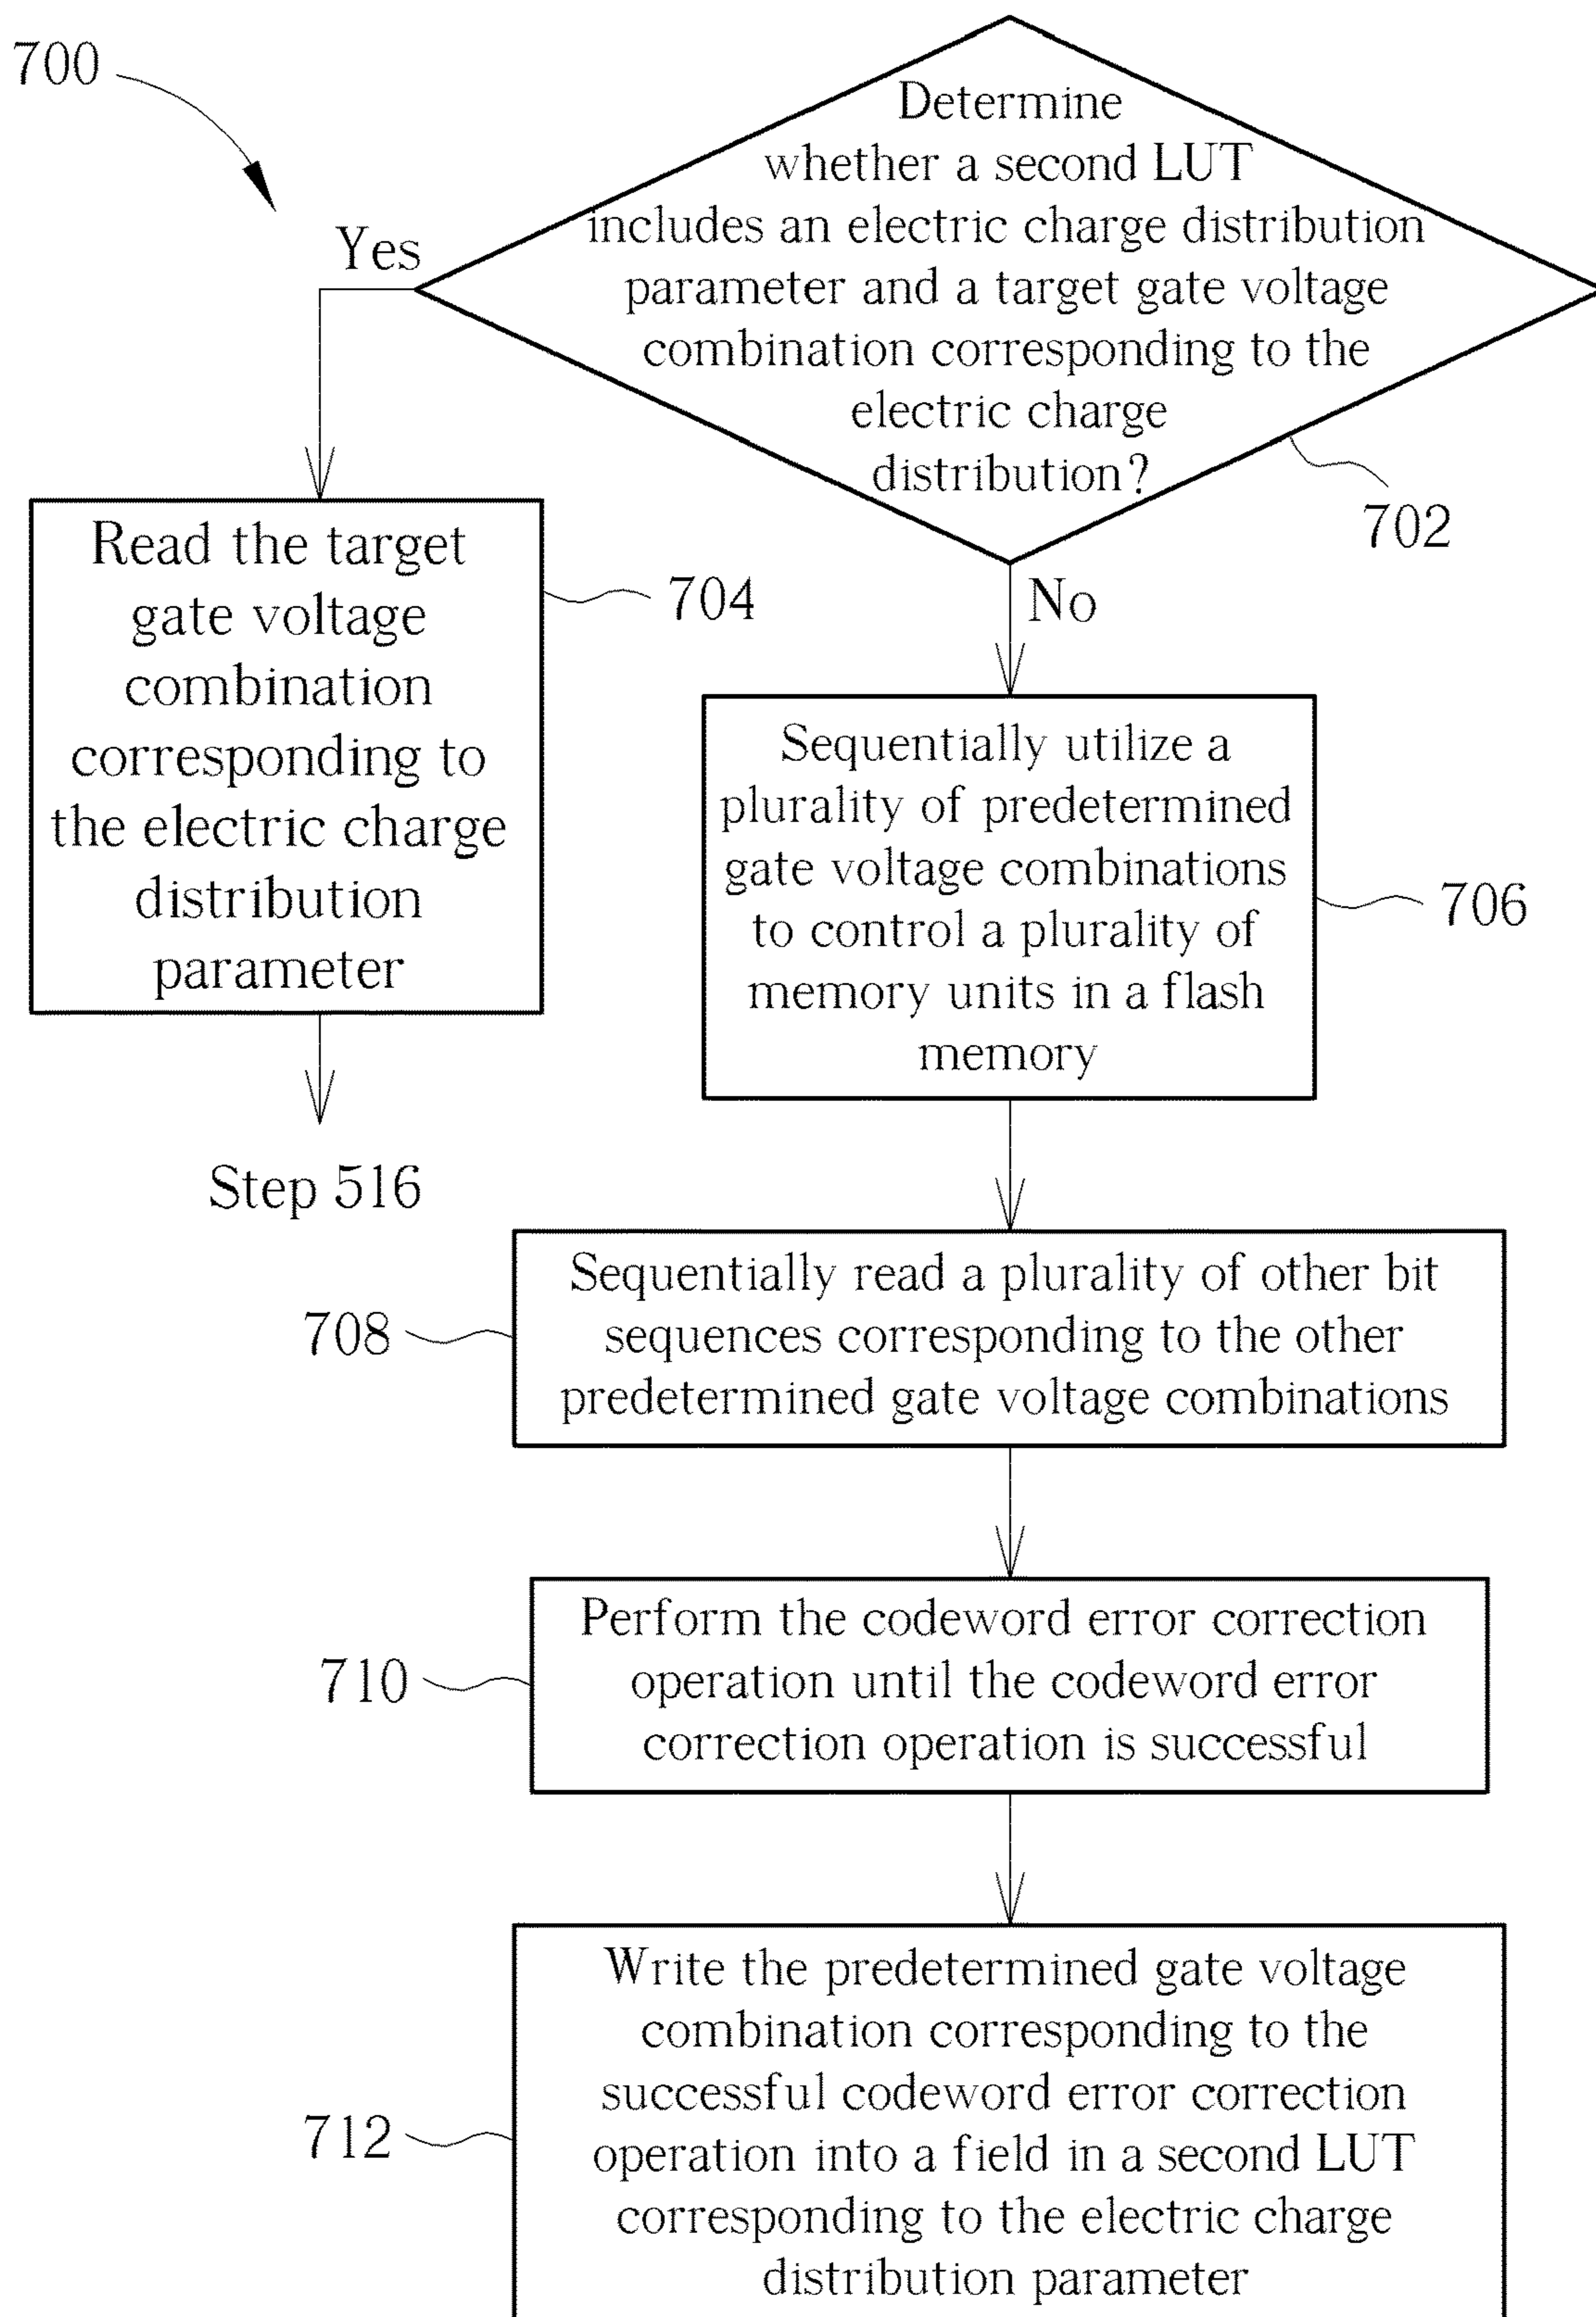 700
Determine
whether a second LUT
includes an electric charge distribution
parameter and a target gate voltage
combination corresponding to the
electric charge
distribution?
702
Yes
No
Read the target
gate voltage
combination
corresponding to
the electric charge
distribution
parameter
704
Step 516
Sequentially utilize a
plurality of predetermined
gate voltage combinations
to control a plurality of
memory units in a flash
memory
706
Sequentially read a plurality of other bit
sequences corresponding to the other
predetermined gate voltage combinations
708
Perform the codeword error correction
operation until the codeword error
correction operation is successful
710
Write the predetermined gate voltage
combination corresponding to the
successful codeword error correction
operation into a field in a second LUT
corresponding to the electric charge
distribution parameter
712